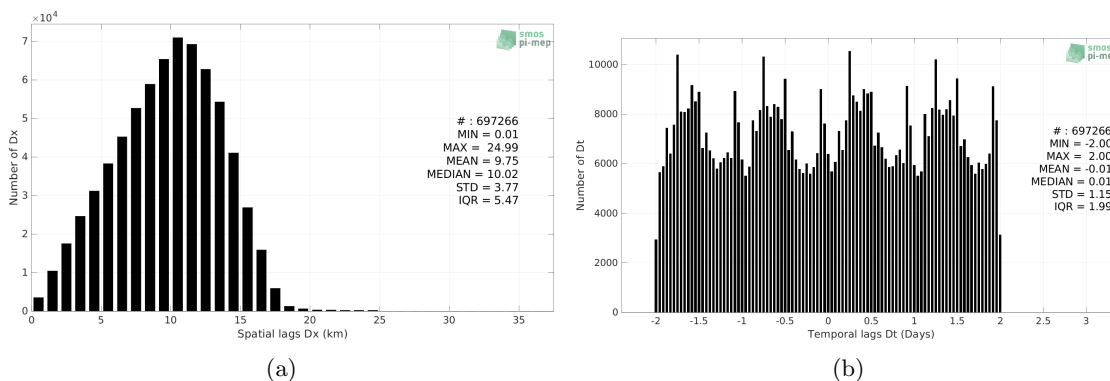 ×10⁴
7
6
5
4
3
2
1
0
Number of Dx
0 5 10 15 20 25 30 35
Spatial lags Dx (km)
smos
pi-mep
# : 697266
MIN = 0.01
MAX = 24.99
MEAN = 9.75
MEDIAN = 10.02
STD = 3.77
IQR = 5.47
(a)
10000
8000
6000
4000
2000
0
Number of Dt
-2 -1.5 -1 -0.5 0 0.5 1 1.5 2 2.5 3
Temporal lags Dt (Days)
smos
pi-mep
# : 697266
MIN = -2.00
MAX = 2.00
MEAN = -0.01
MEDIAN = 0.01
STD = 1.15
IQR = 1.99
(b)